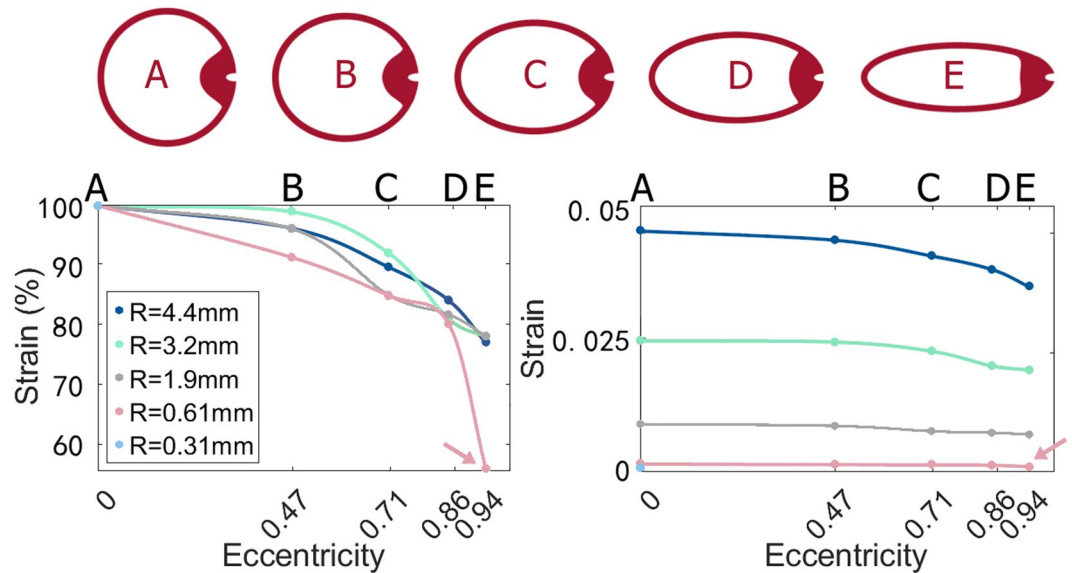 A B C D E
A B C D E
100
90
80
70
60
Strain (%)
R=4.4mm
R=3.2mm
R=1.9mm
R=0.61mm
R=0.31mm
0 0.47 0.71 0.86 0.94
Eccentricity
A B C D E
0.05
0.025
0
Strain
0 0.47 0.71 0.86 0.94
Eccentricity